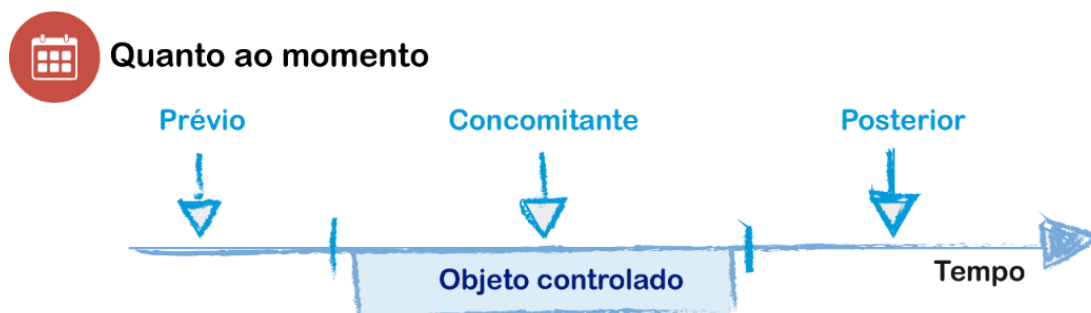 Quanto ao momento
Prévio Concomitante Posterior
Objeto controlado
Tempo